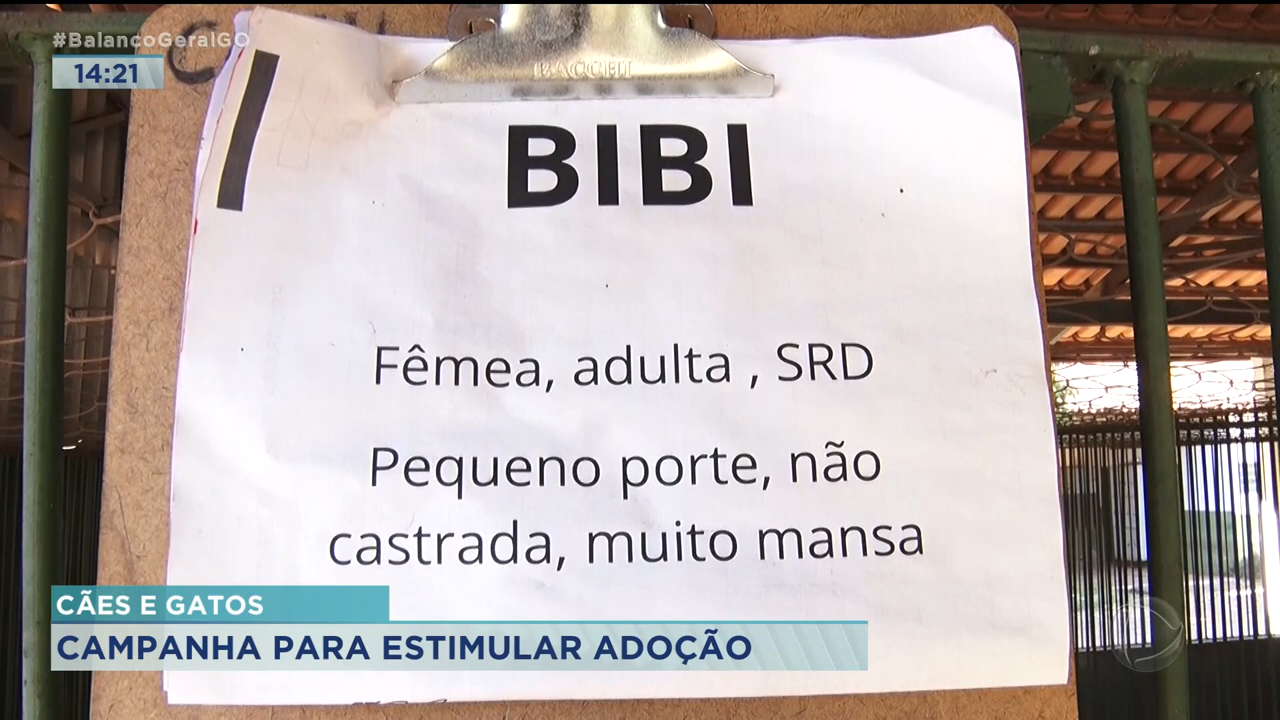 #BalancoGeralGO
14:21
BACCHI
BIBI
Fêmea, adulta , SRD
Pequeno porte, não
castrada, muito mansa
CÃES E GATOS
CAMPANHA PARA ESTIMULAR ADOÇÃO